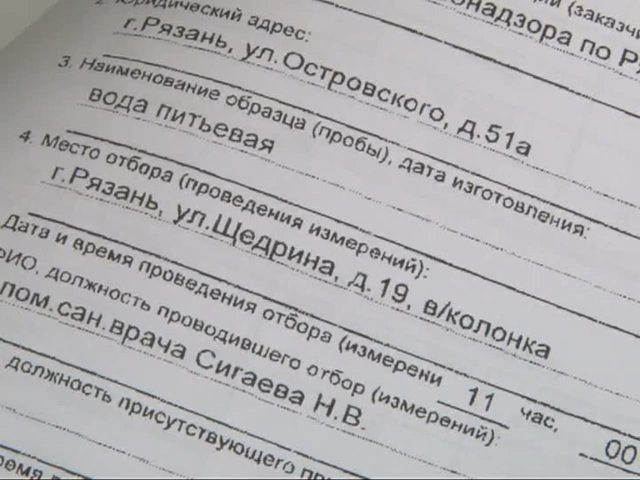 (заказчи
надзора по Р
2. Юридический адрес:
г.Рязань, ул.Островского, д.51а
3. Наименование образца (пробы), дата изготовления:
вода питьевая
4. Место отбора (проведения измерений):
г.Рязань, ул.Щедрина, д.19, в/колонка
Дата и время проведения отбора (измерени 11 час, 00
ФИО, должность проводившего отбор (измерений):
пом.сан.врача Сигаева Н.В.
должность присутствующего пр